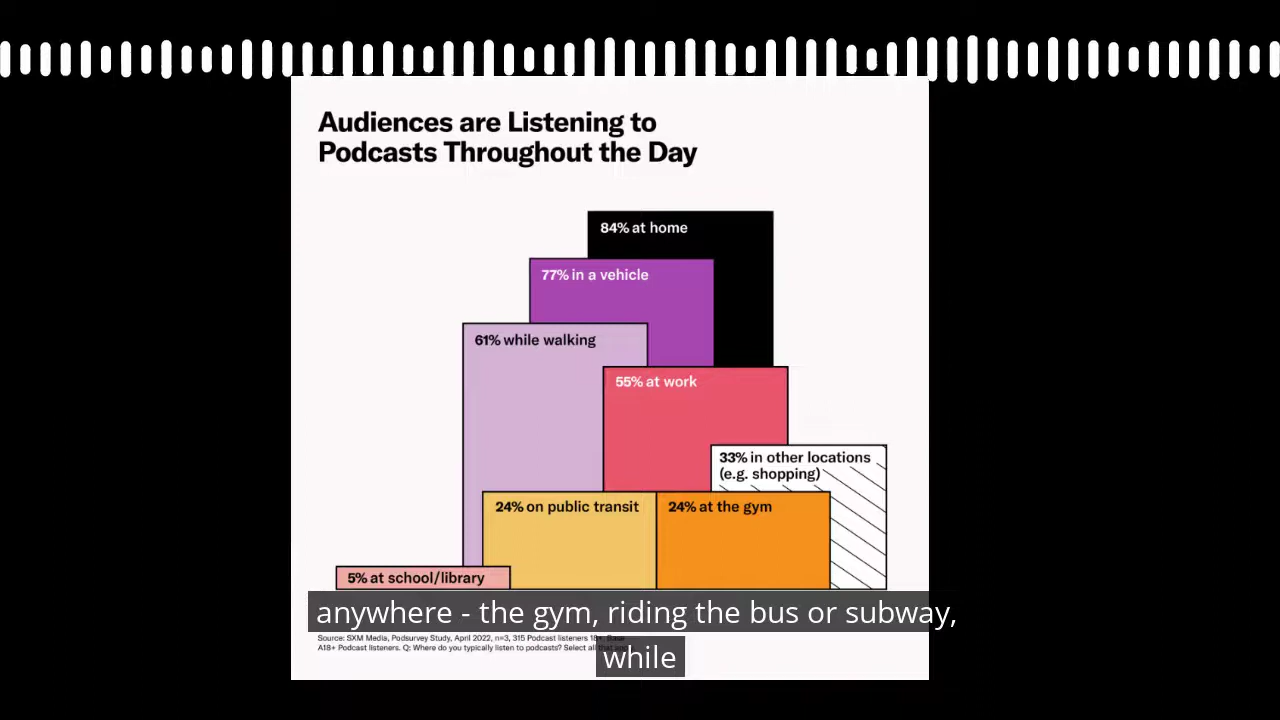 Audiences are Listening to
Podcasts Throughout the Day
84% at home
77% in a vehicle
61% while walking
55% at work
33% in other locations
(e.g. shopping)
24% on public transit
24% at the gym
5% at school/library
anywhere - the gym, riding the bus or subway,
while
Source: SXM Media, Podsurvey Study, April 2022, n=3, 315 Podcast listeners 18+, Base
A18+ Podcast listeners. Q: Where do you typically listen to podcasts? Select all that